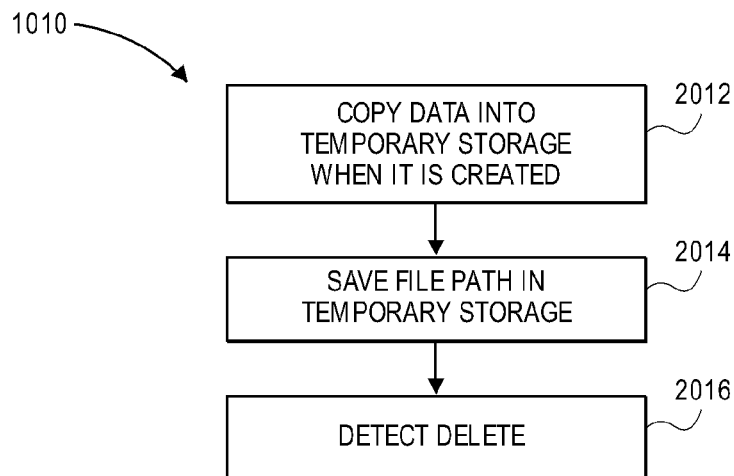 1010
2012
COPY DATA INTO
TEMPORARY STORAGE
WHEN IT IS CREATED
2014
SAVE FILE PATH IN
TEMPORARY STORAGE
2016
DETECT DELETE